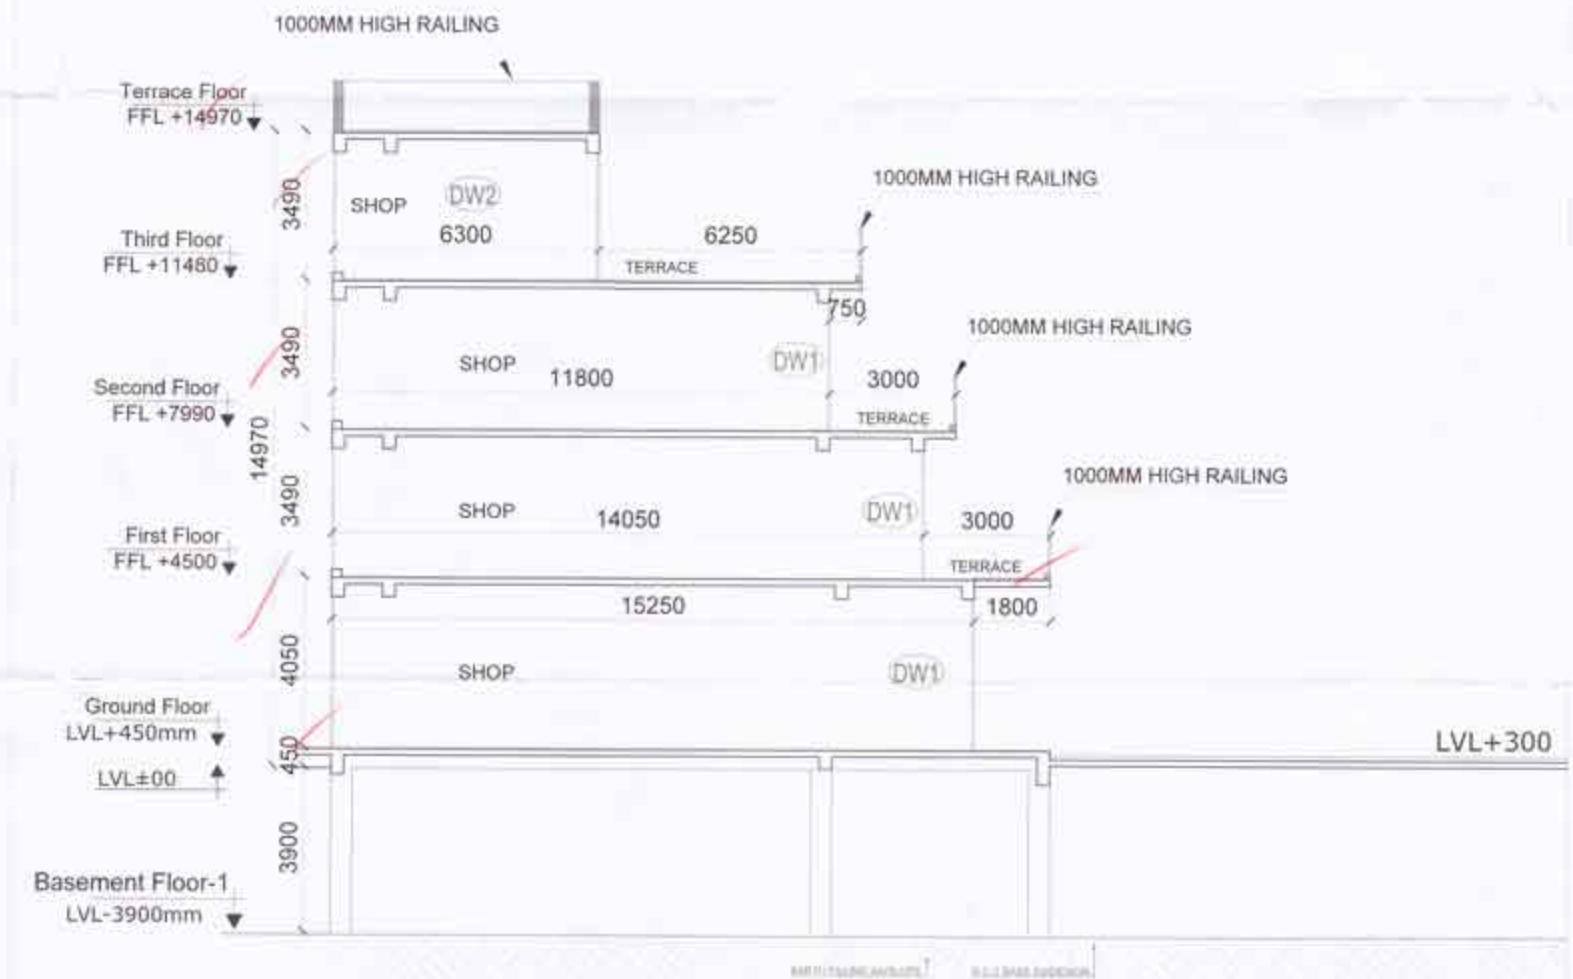 1000MM HIGH RAILING
Terrace Floor
FFL +14970
3490
SHOP
DW2
6300
6250
1000MM HIGH RAILING
Third Floor
FFL +11480
TERRACE
750
1000MM HIGH RAILING
3490
SHOP
DW1
11800
3000
Second Floor
FFL +7990
TERRACE
14970
1000MM HIGH RAILING
3490
SHOP
14050
DW1
3000
First Floor
FFL +4500
TERRACE
15250
1800
4050
SHOP
DW1
Ground Floor
LVL+450mm
450
LVL+300
LVL±00
3900
Basement Floor-1
LVL-3900mm